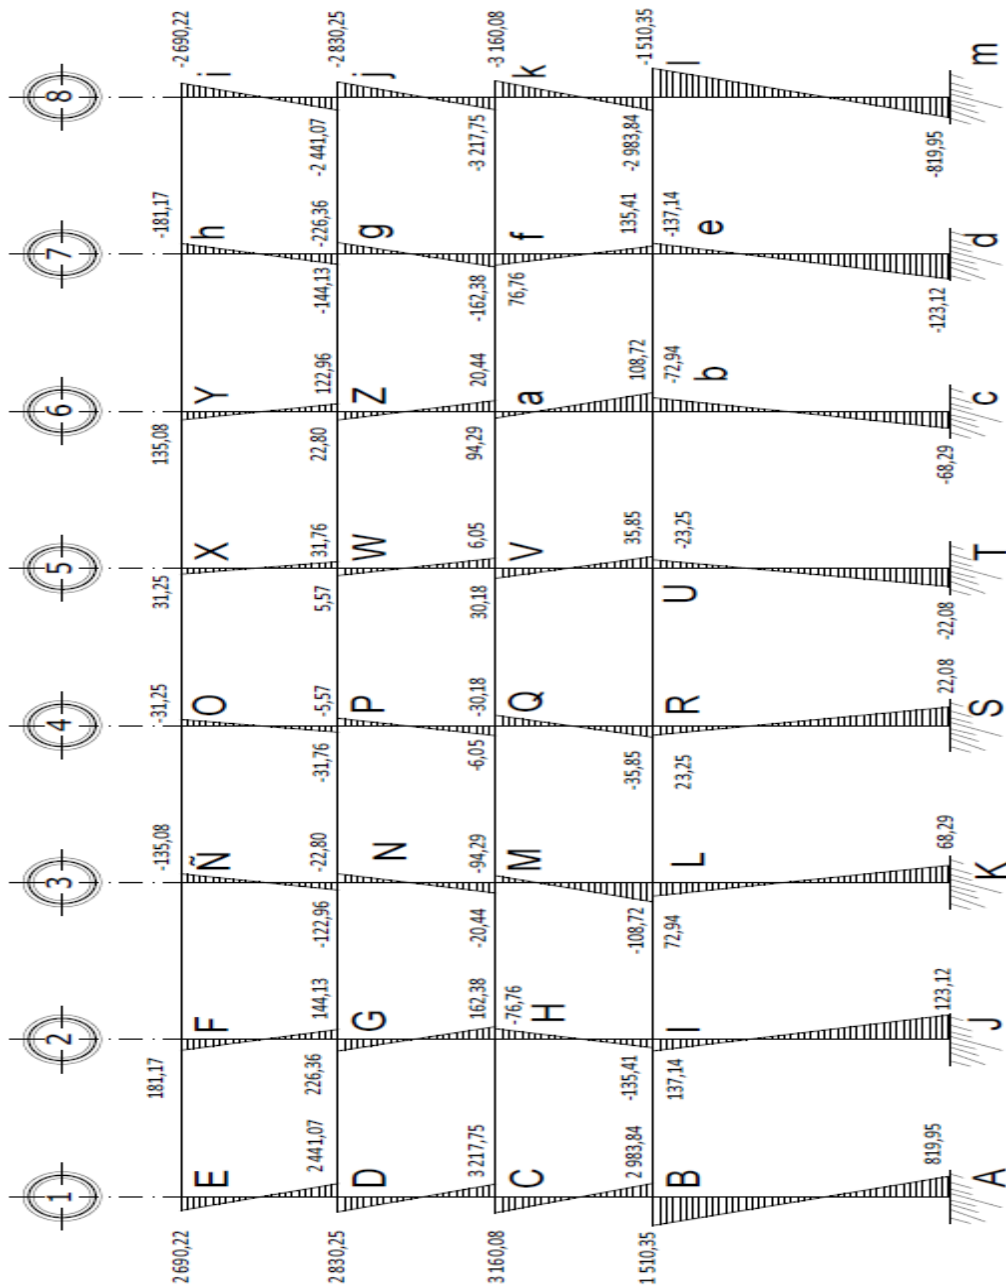 1 2 3 4 5 6 7 8
2 690,22 181,17 -135,08 -31,25 31,25 135,08 -181,17 -2 690,22
E F Ñ O X Y h i
2 830,25 2 441,07 226,36 144,13 -122,96 -22,80 -31,76 -5,57 5,57 31,76 22,80 122,96 -144,13 -226,36 -2 441,07 -2 830,25
D G N P W Z g j
3 160,08 3 217,75 162,38 -20,44 -94,29 -6,05 -30,18 30,18 6,05 94,29 20,44 -162,38 -3 217,75 -3 160,08
-76,76 76,76
C H M Q V a f k
1 510,35 2 983,84 -135,41 -108,72 -35,85 35,85 108,72 135,41 -2 983,84 -1 510,35
137,14 72,94 23,25 -23,25 -72,94 -137,14
B I L R U b e l
819,95 123,12 68,29 22,08 -22,08 -68,29 -123,12 -819,95
A J K S T c d m